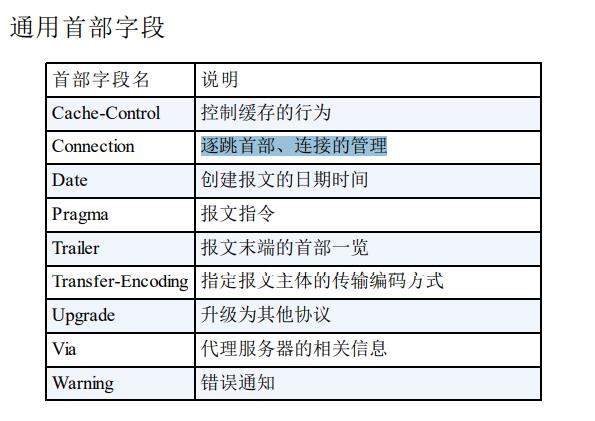 通用首部字段
首部字段名 说明
Cache-Control 控制缓存的行为
Connection 逐跳首部、连接的管理
Date 创建报文的日期时间
Pragma 报文指令
Trailer 报文末端的首部一览
Transfer-Encoding 指定报文主体的传输编码方式
Upgrade 升级为其他协议
Via 代理服务器的相关信息
Warning 错误通知